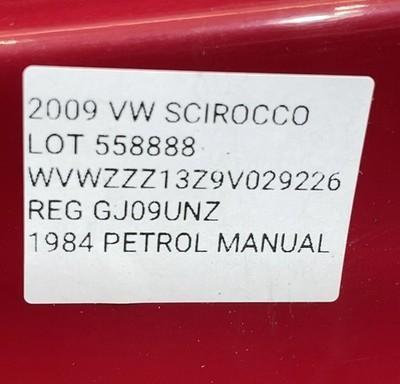 2009 VW SCIROCCO
LOT 558888
WVWZZZ13Z9V029226
REG GJ09UNZ
1984 PETROL MANUAL